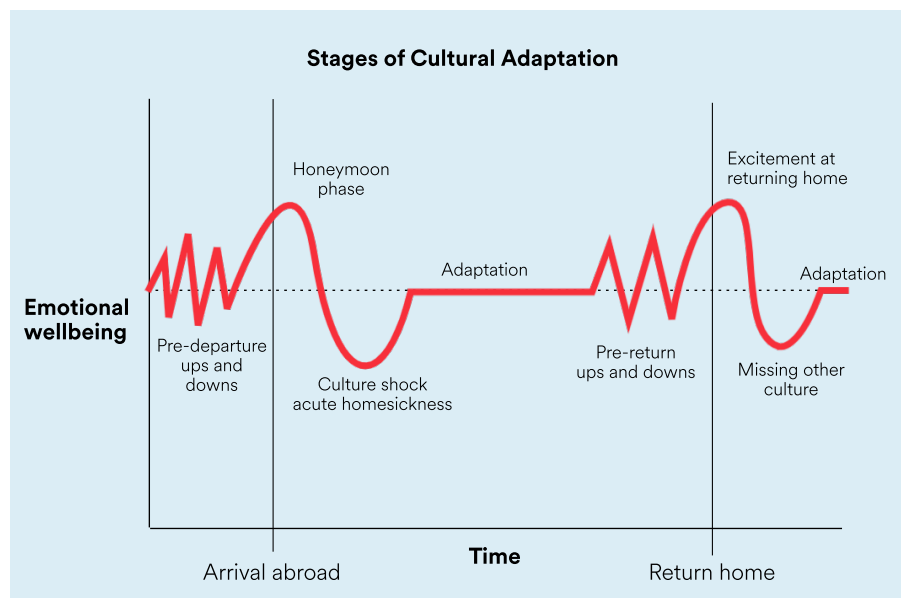 Stages of Cultural Adaptation
Honeymoon
phase
Excitement at
returning home
Adaptation
Adaptation
Emotional
wellbeing
Pre-departure
ups and
downs
Culture shock
acute homesickness
Pre-return
ups and downs
Missing other
culture
Time
Arrival abroad
Return home